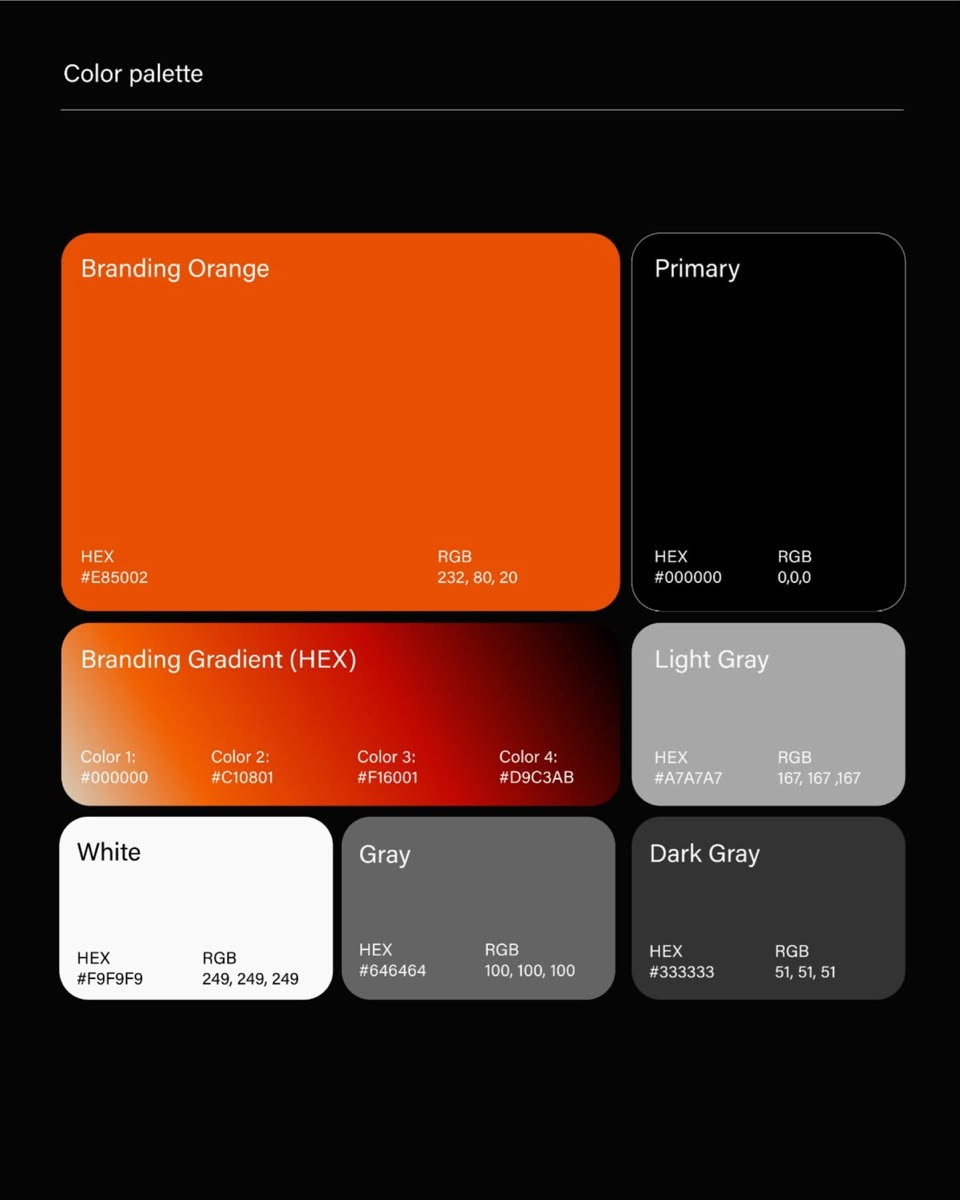 Color palette
Branding Orange
HEX
#E85002
RGB
232, 80, 20
Primary
HEX
#000000
RGB
0,0,0
Branding Gradient (HEX)
Color 1:
#000000
Color 2:
#C10801
Color 3:
#F16001
Color 4:
#D9C3AB
Light Gray
HEX
#A7A7A7
RGB
167, 167 ,167
White
HEX
#F9F9F9
RGB
249, 249, 249
Gray
HEX
#646464
RGB
100, 100, 100
Dark Gray
HEX
#333333
RGB
51, 51, 51